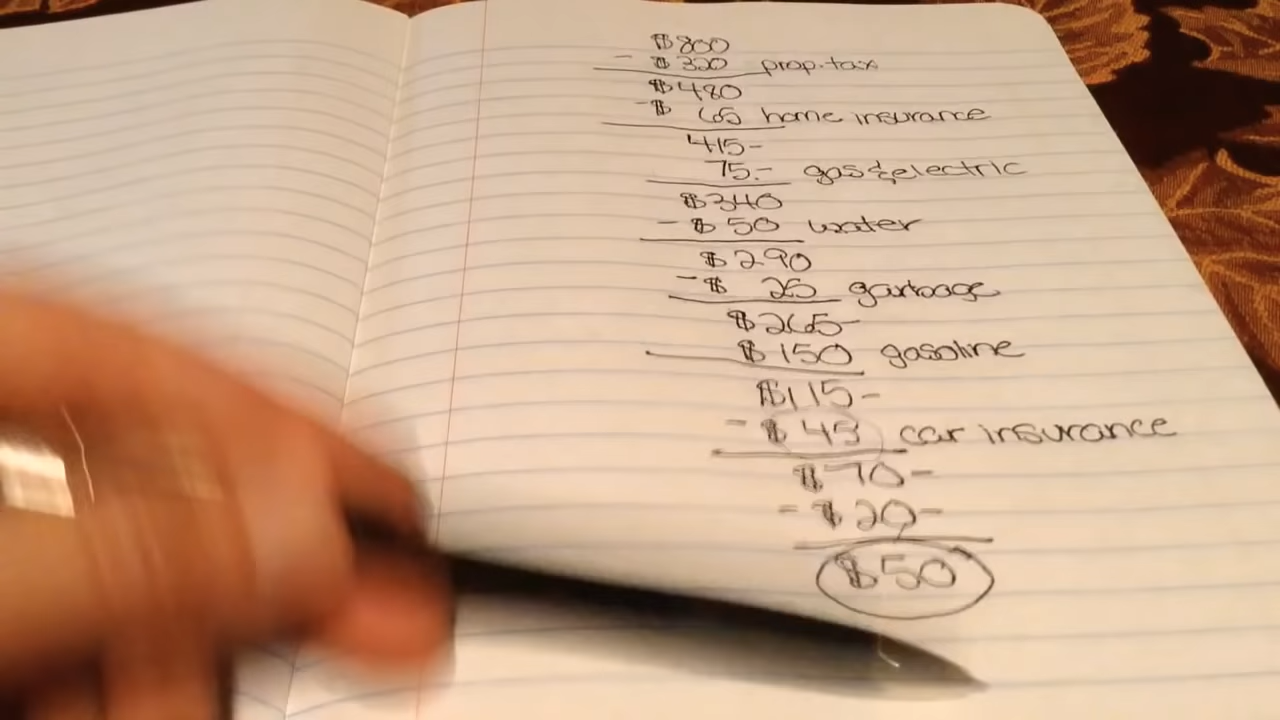 $800
- $320 prop.tax
$480
-$ 65 home insurance
415-
75.- gas & electric
$340
- $50 water
$290
-$ 25 garbage
$265-
$150 gasoline
$115-
-$45 car insurance
$70-
-$20-
$50